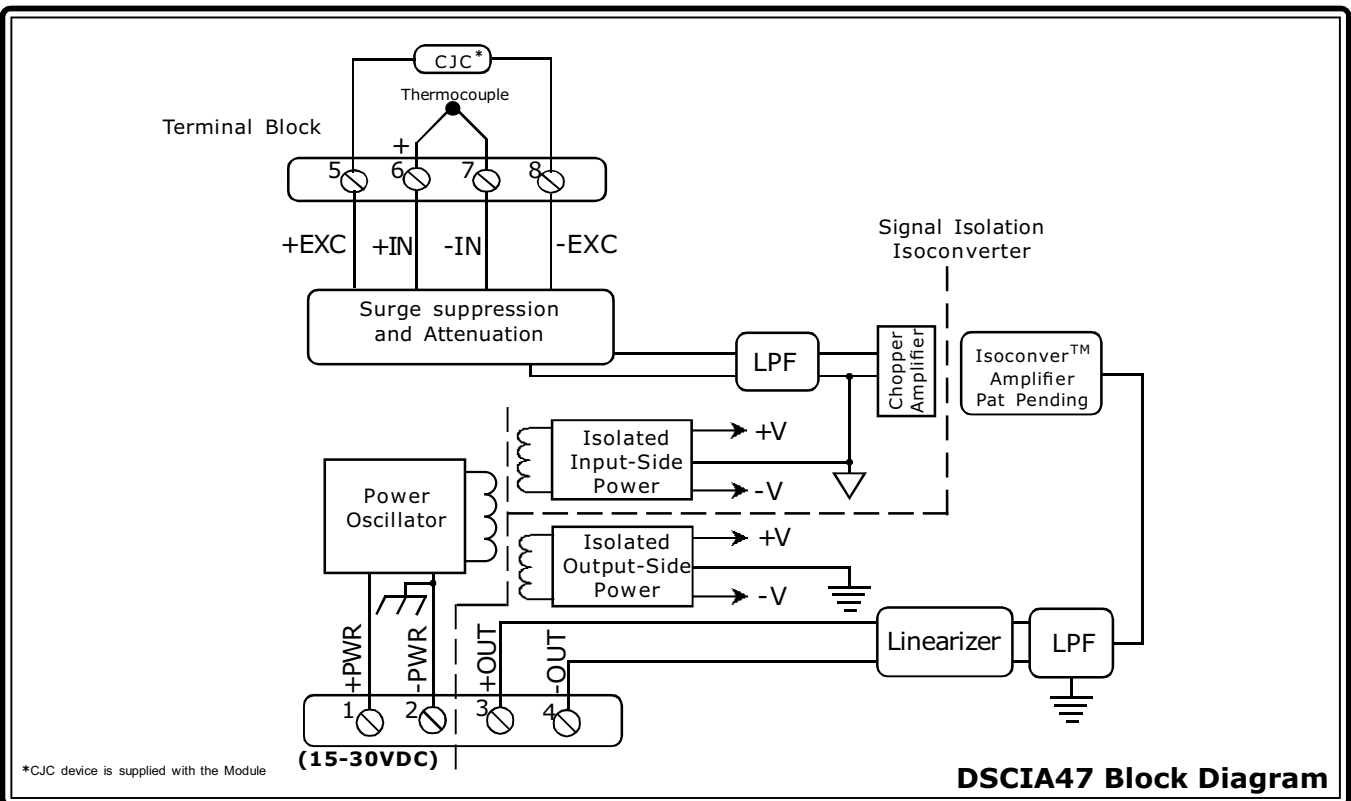 CJC*
Thermocouple
Terminal Block
+
5
6
7
8
+EXC
+IN
-IN
-EXC
Signal Isolation
Isoconverter
Surge suppression
and Attenuation
LPF
Chopper
Amplifier
Isoconver™
Amplifier
Pat Pending
Isolated
Input-Side
Power
+V
-V
Power
Oscillator
Isolated
Output-Side
Power
+V
-V
+PWR
-PWR
+OUT
-OUT
Linearizer
LPF
1
2
3
4
(15-30VDC)
*CJC device is supplied with the Module
DSCIA47 Block Diagram